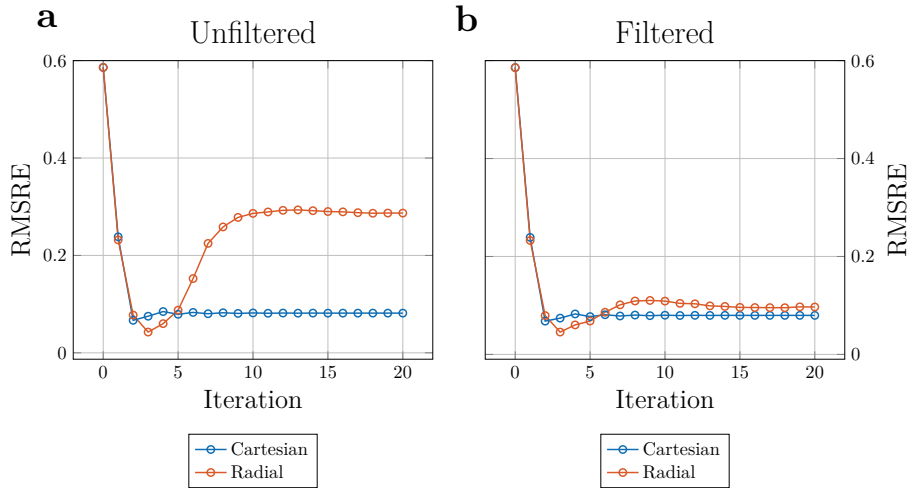 a
Unfiltered
RMSRE
0.6
0.4
0.2
0
0 5 10 15 20
Iteration
Cartesian
Radial
b
Filtered
0.6
0.4
0.2
0
RMSRE
0 5 10 15 20
Iteration
Cartesian
Radial